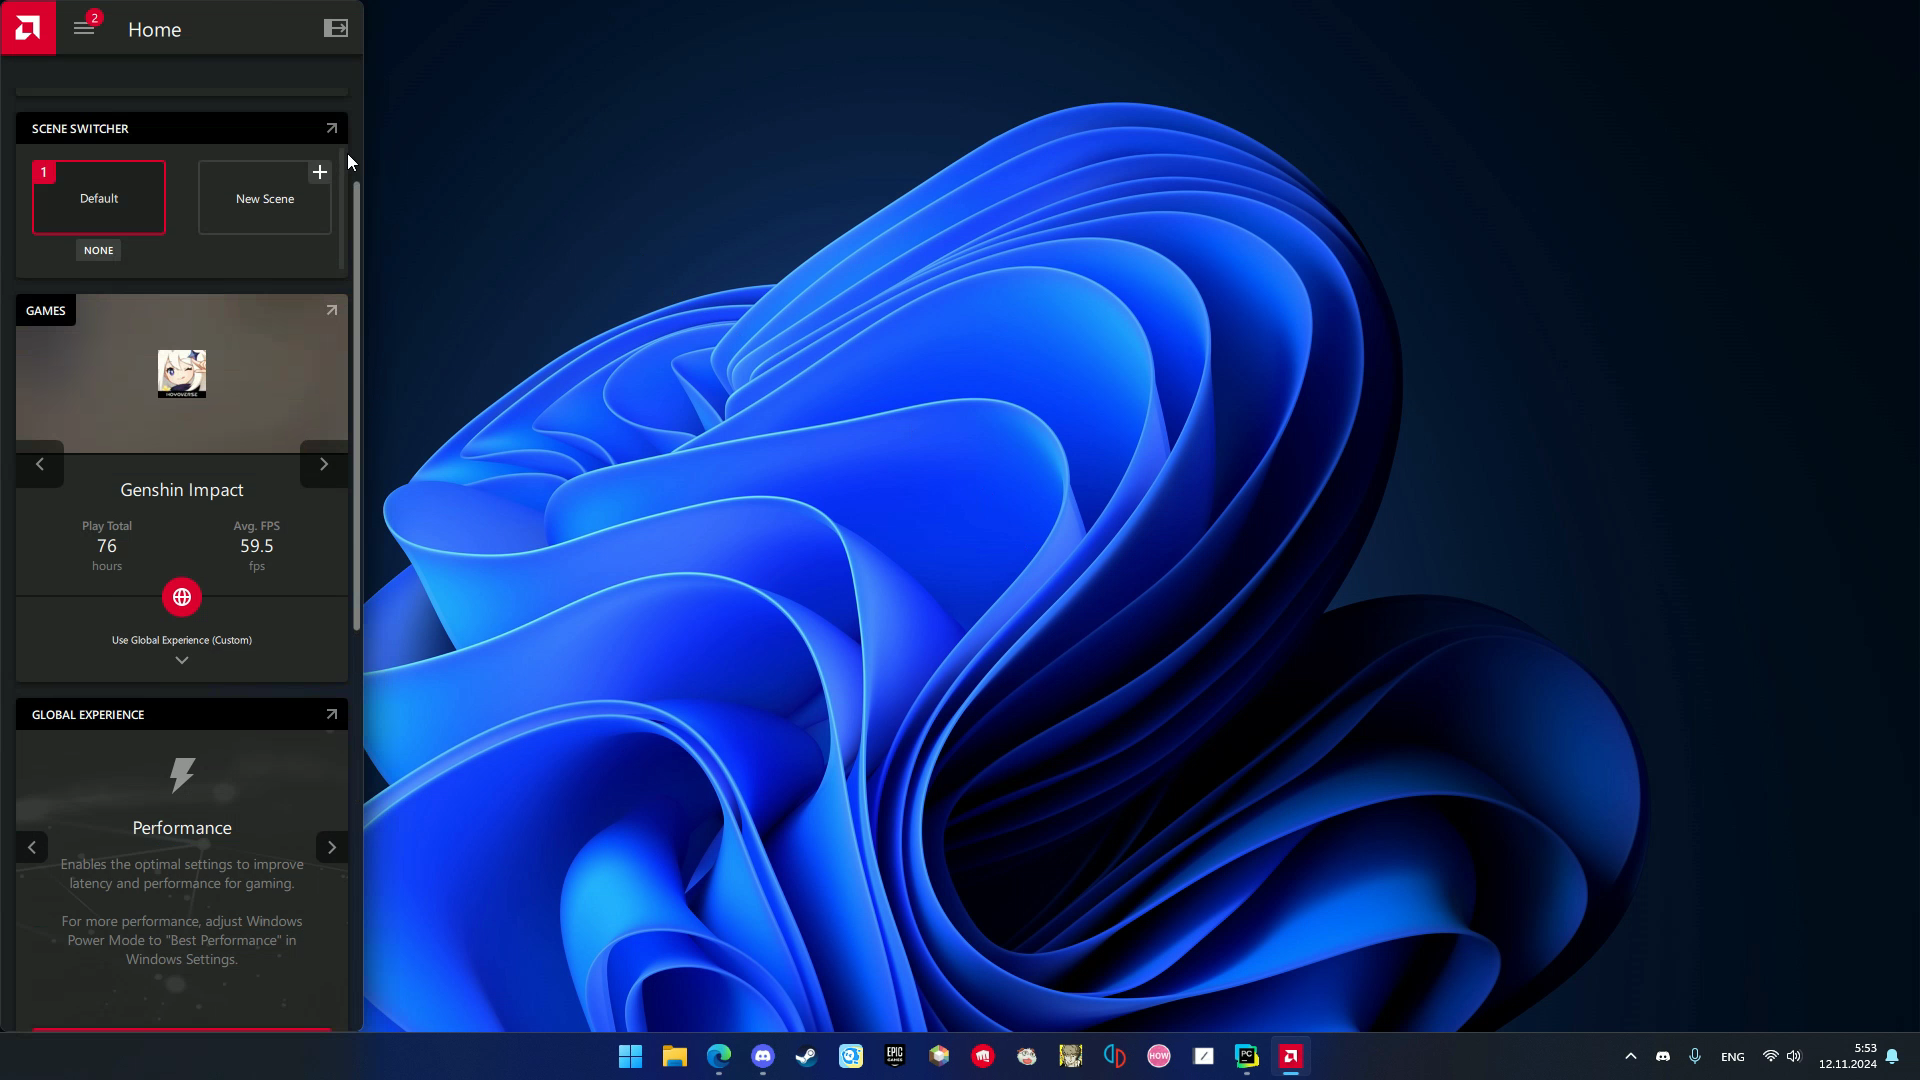 2
Home
SCENE SWITCHER
1
Default
New Scene
NONE
GAMES
HOYOVERSE
Genshin Impact
Play Total
Avg. FPS
76
59.5
hours
fps
Use Global Experience (Custom)
GLOBAL EXPERIENCE
Performance
Enables the optimal settings to improve
latency and performance for gaming.
For more performance, adjust Windows
Power Mode to "Best Performance" in
Windows Settings.
EPIC
GAMES
HOW
PC
ENG
5:53
12.11.2024